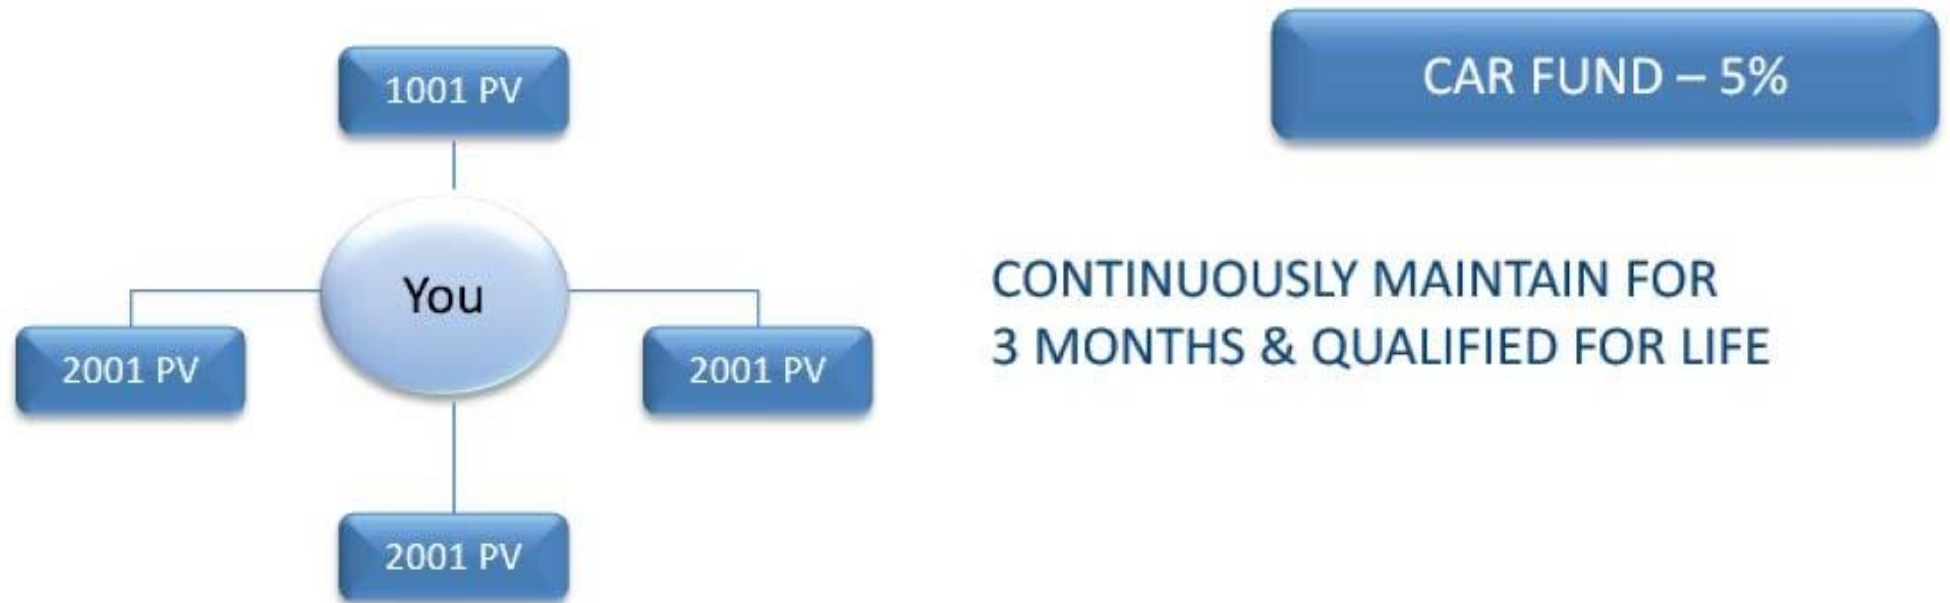 1001 PV
CAR FUND – 5%
You
2001 PV
2001 PV
2001 PV
CONTINUOUSLY MAINTAIN FOR
3 MONTHS & QUALIFIED FOR LIFE